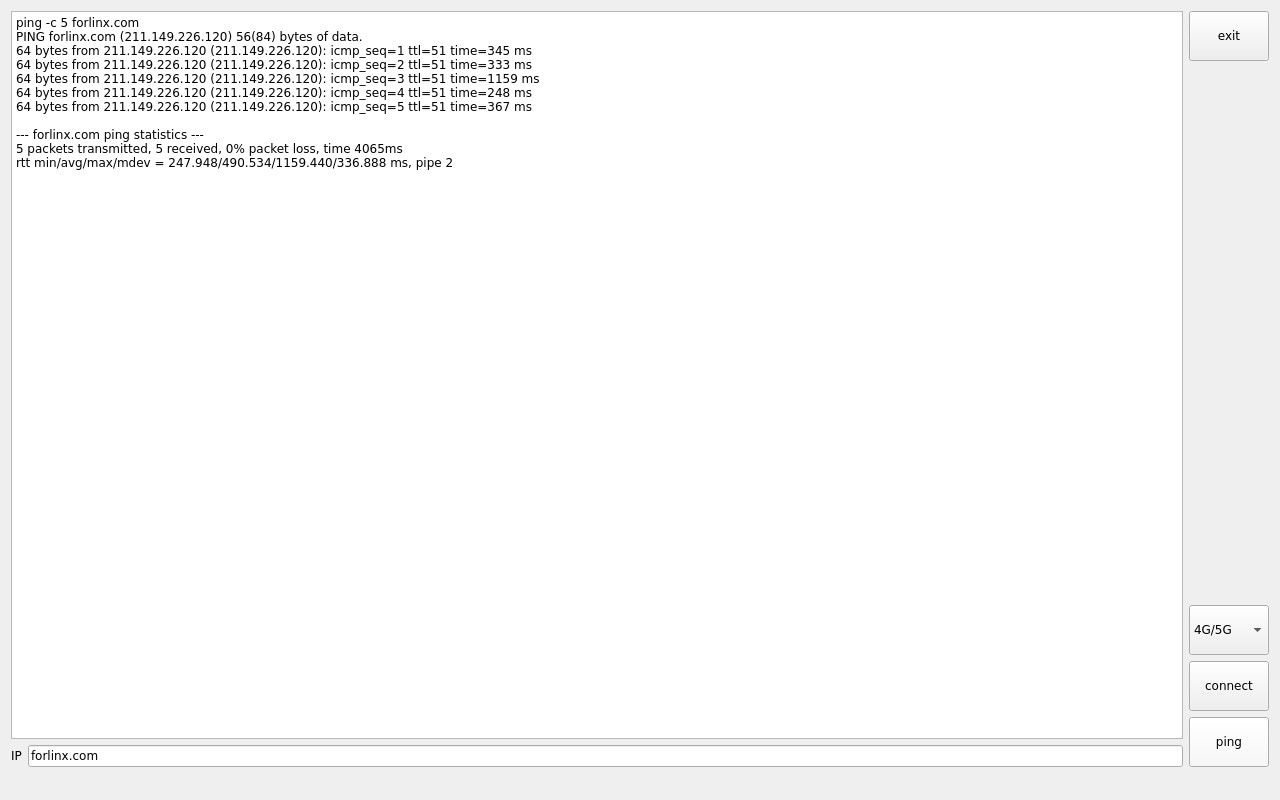 ping -c 5 forlinx.com
PING forlinx.com (211.149.226.120) 56(84) bytes of data.
64 bytes from 211.149.226.120 (211.149.226.120): icmp_seq=1 ttl=51 time=345 ms
64 bytes from 211.149.226.120 (211.149.226.120): icmp_seq=2 ttl=51 time=333 ms
64 bytes from 211.149.226.120 (211.149.226.120): icmp_seq=3 ttl=51 time=1159 ms
64 bytes from 211.149.226.120 (211.149.226.120): icmp_seq=4 ttl=51 time=248 ms
64 bytes from 211.149.226.120 (211.149.226.120): icmp_seq=5 ttl=51 time=367 ms

--- forlinx.com ping statistics ---
5 packets transmitted, 5 received, 0% packet loss, time 4065ms
rtt min/avg/max/mdev = 247.948/490.534/1159.440/336.888 ms, pipe 2
exit
4G/5G
connect
ping
IP forlinx.com